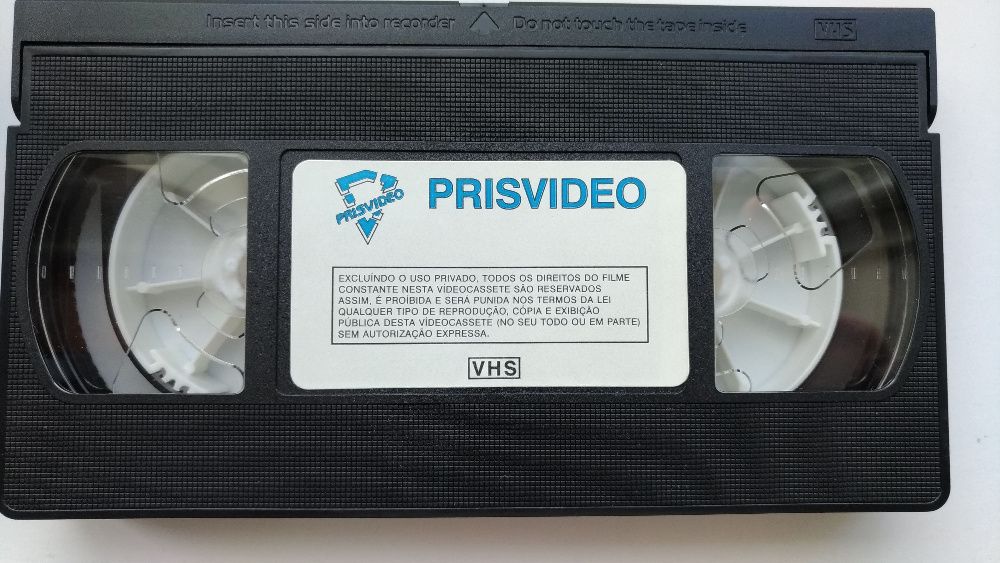 Insert this side into recorder Do not touch the tape inside VHS
PRISVIDEO PRISVIDEO
EXCLUÍNDO O USO PRIVADO, TODOS OS DIREITOS DO FILME
CONSTANTE NESTA VÍDEOCASSETE SÃO RESERVADOS
ASSIM, É PROÍBIDA E SERÁ PUNIDA NOS TERMOS DA LEI
QUALQUER TIPO DE REPRODUÇÃO, CÓPIA E EXIBIÇÃO
PÚBLICA DESTA VÍDEOCASSETE (NO SEU TODO OU EM PARTE)
SEM AUTORIZAÇÃO EXPRESSA.
VHS